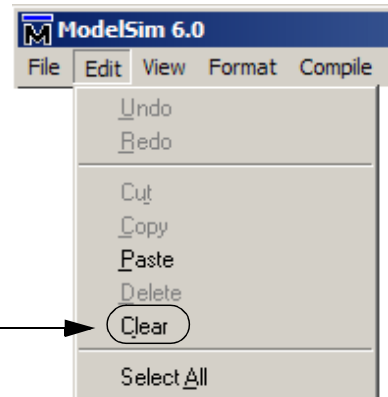 ModelSim 6.0
File Edit View Format Compile
Undo
Redo
Cut
Copy
Paste
Delete
Clear
Select All